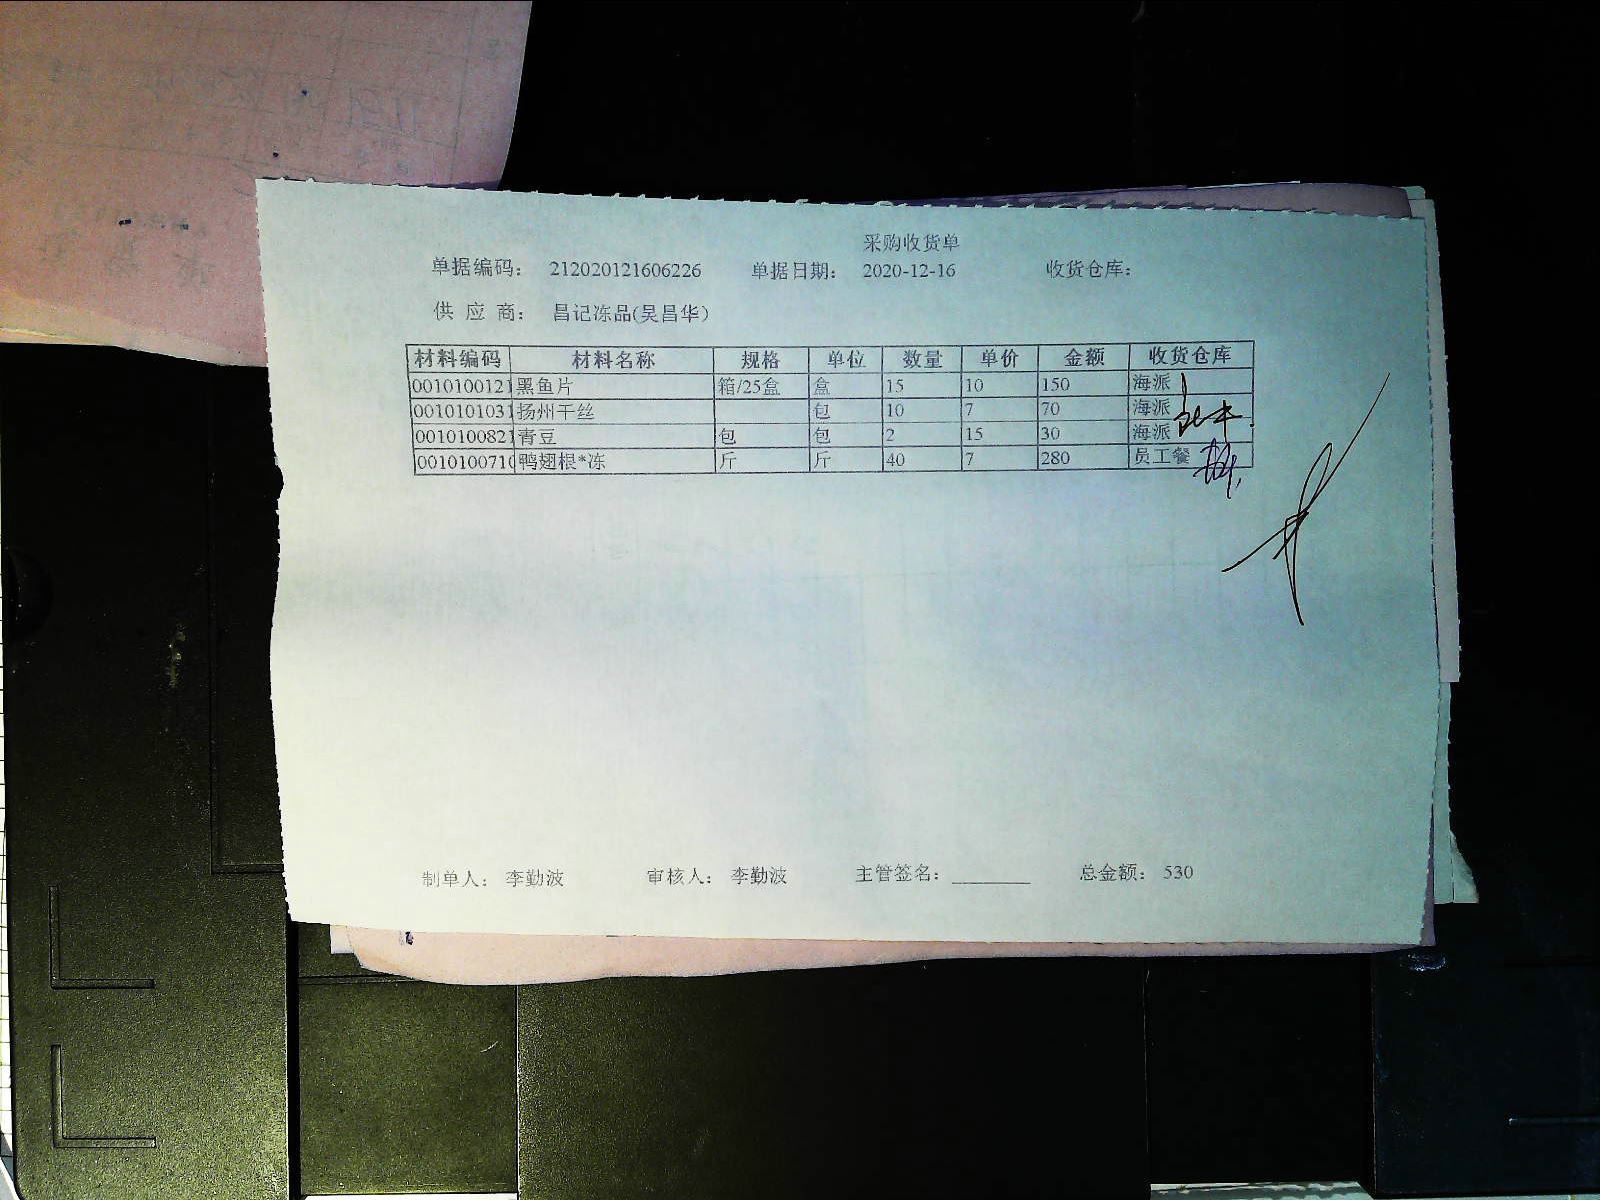 采购收货单
单据编码： 212020121606226 单据日期： 2020-12-16 收货仓库：
供 应 商： 昌记冻品(吴昌华)
材料编码 材料名称 规格 单位 数量 单价 金额 收货仓库
0010100121 黑鱼片 箱/25盒 盒 15 10 150 海派
0010101031 扬州干丝 包 10 7 70 海派
0010100821 青豆 包 包 2 15 30 海派
001010071 鸭翅根*冻 斤 斤 40 7 280 员工餐
制单人： 李勤波 审核人： 李勤波 主管签名：________ 总金额： 530